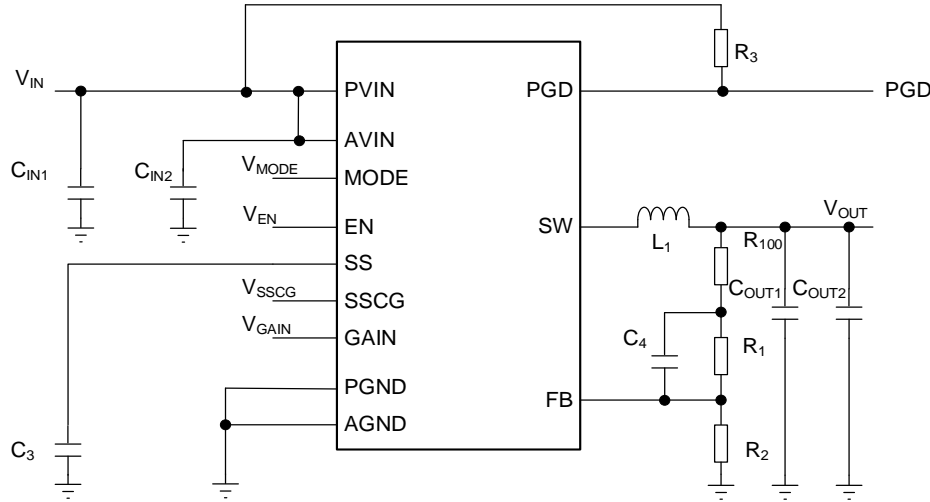 R3
VIN
PVIN
PGD
PGD
AVIN
CIN1
CIN2
VMODE
MODE
VEN
EN
SW
L1
VOUT
R100
SS
VSSCG
SSCG
COUT1
COUT2
VGAIN
GAIN
C4
R1
PGND
FB
AGND
C3
R2